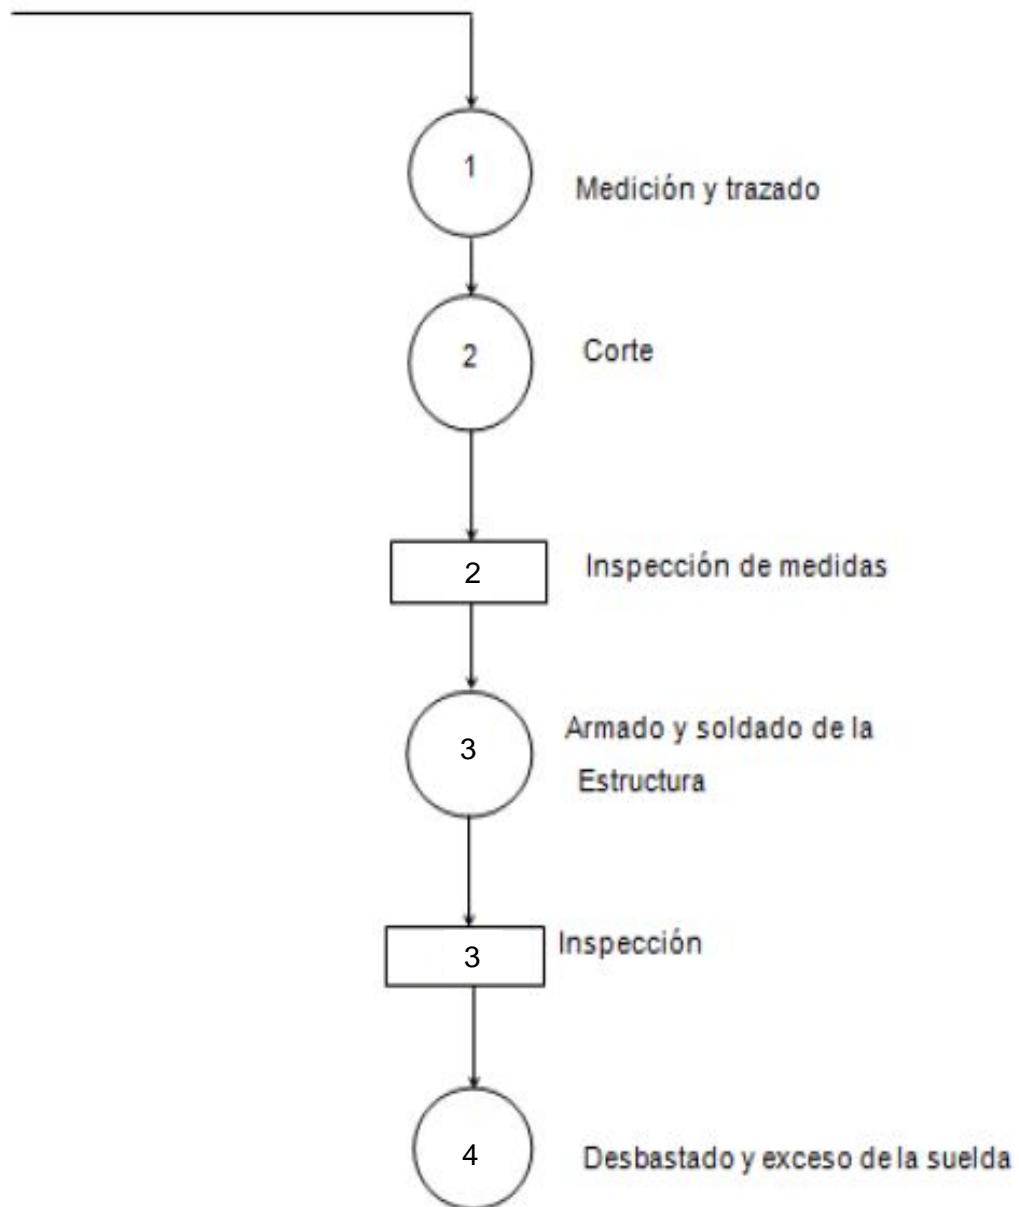 1
Medición y trazado
2
Corte
2
Inspección de medidas
3
Armado y soldado de la
Estructura
3
Inspección
4
Desbastado y exceso de la suelda